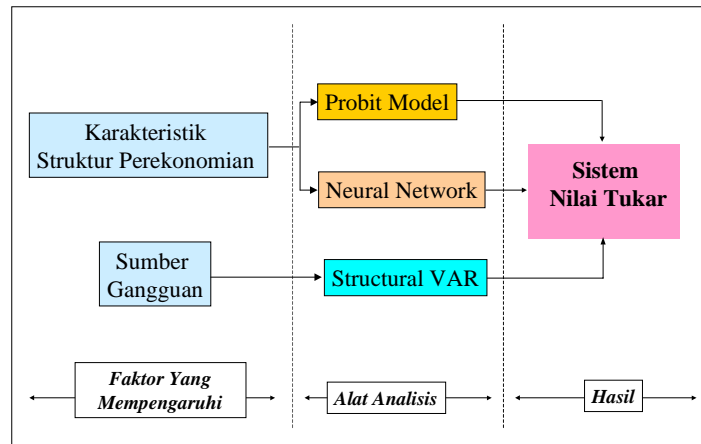 Probit Model
Karakteristik
Struktur Perekonomian
Sistem
Nilai Tukar
Neural Network
Sumber
Gangguan
Structural VAR
Faktor Yang
Mempengaruhi
Alat Analisis
Hasil